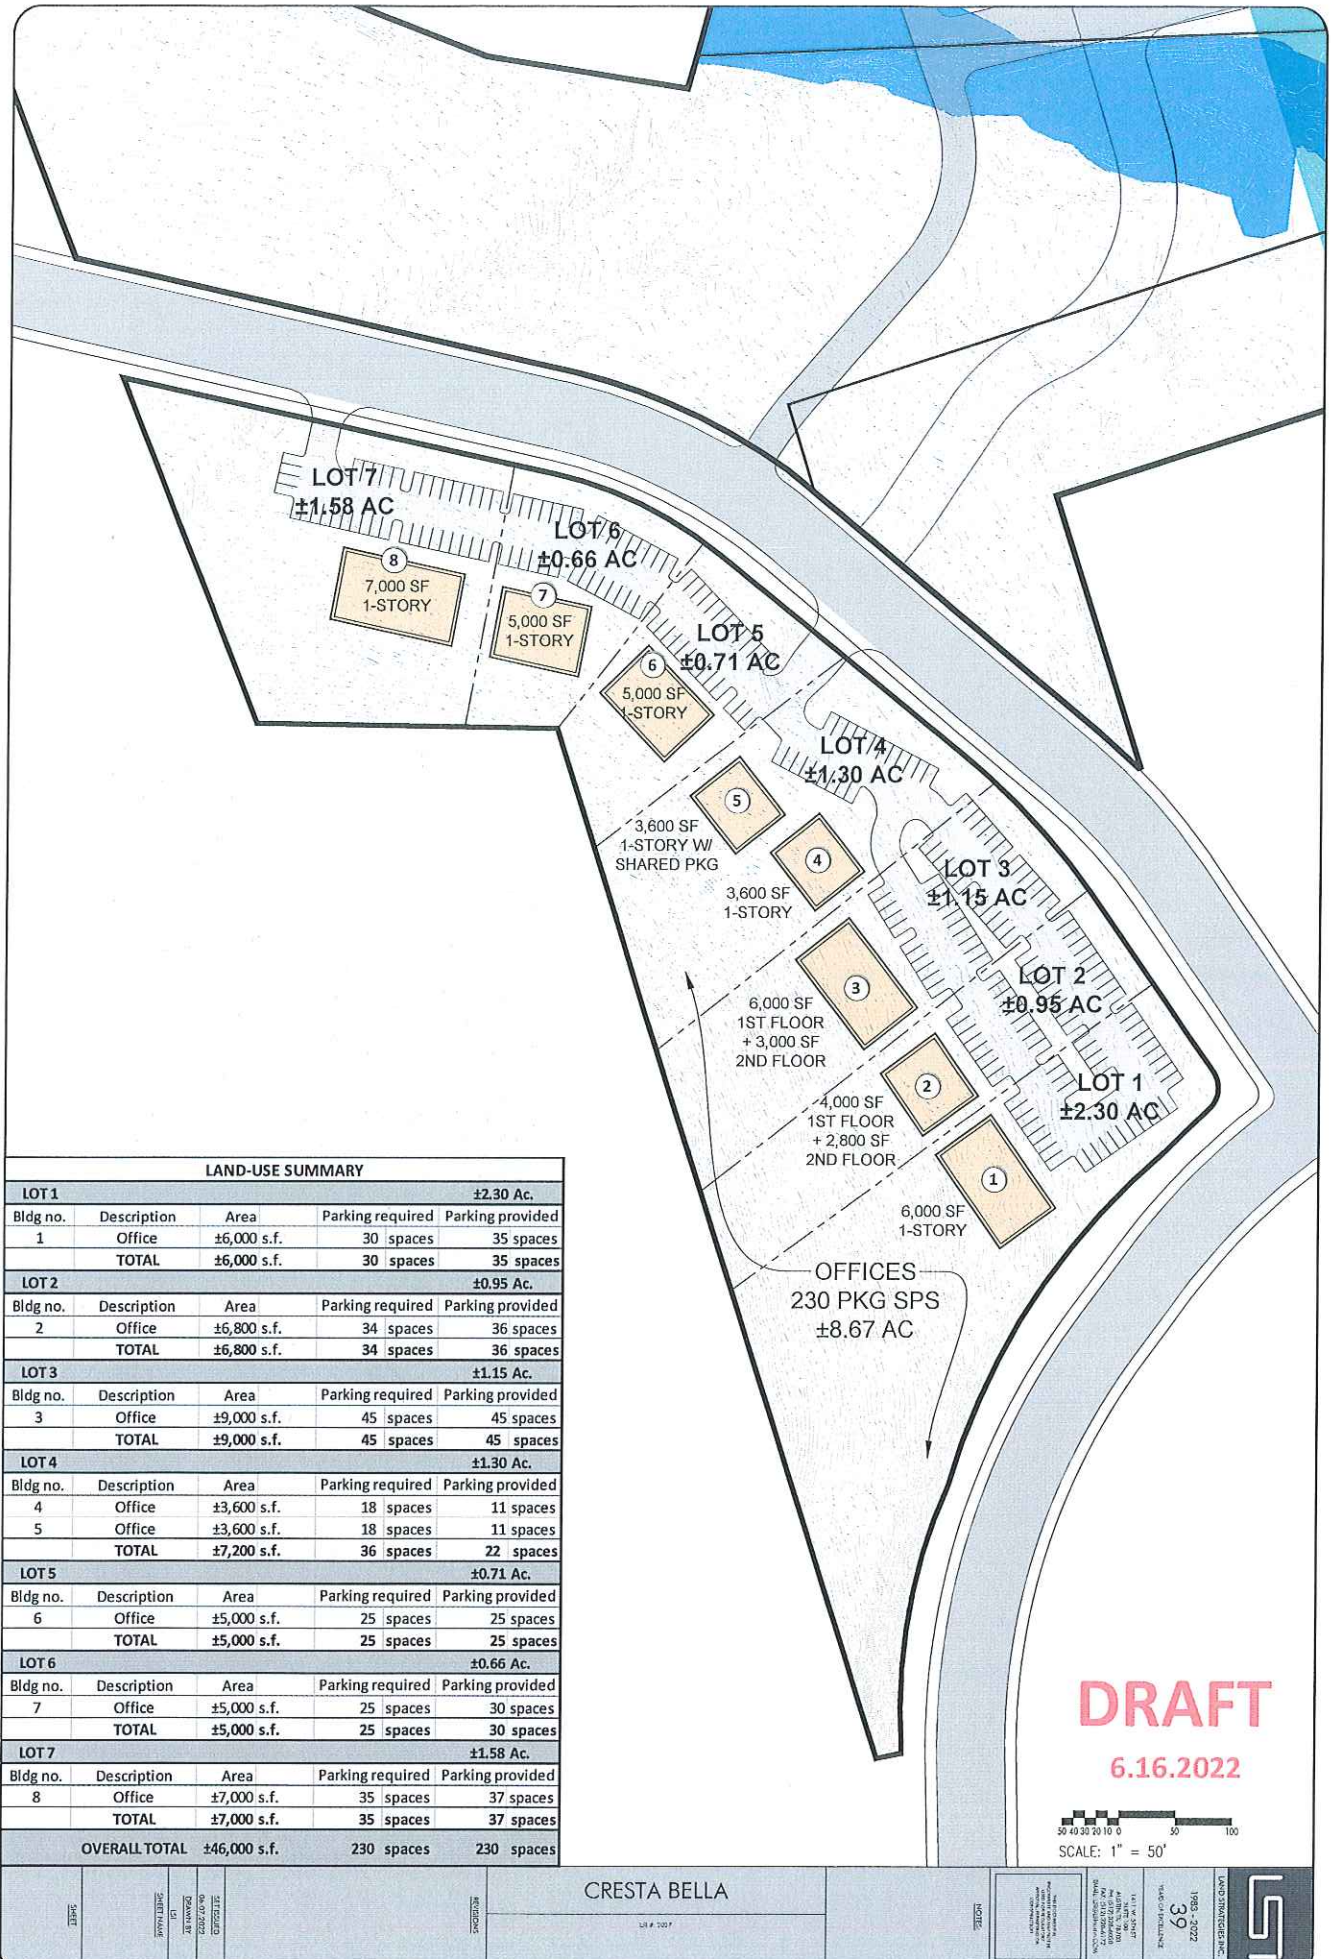 LOT 7
±1.58 AC
8
7,000 SF
1-STORY
LOT 6
±0.66 AC
7
5,000 SF
1-STORY
LOT 5
±0.71 AC
6
5,000 SF
1-STORY
LOT 4
±1.30 AC
5
3,600 SF
1-STORY W/
SHARED PKG
4
3,600 SF
1-STORY
LOT 3
±1.15 AC
3
6,000 SF
1ST FLOOR
+ 3,000 SF
2ND FLOOR
LOT 2
±0.95 AC
2
4,000 SF
1ST FLOOR
+ 2,800 SF
2ND FLOOR
LOT 1
±2.30 AC
1
6,000 SF
1-STORY
OFFICES
230 PKG SPS
±8.67 AC
LAND-USE SUMMARY
LOT 1 ±2.30 Ac.
Bldg no. Description Area Parking required Parking provided
1 Office ±6,000 s.f. 30 spaces 35 spaces
TOTAL ±6,000 s.f. 30 spaces 35 spaces
LOT 2 ±0.95 Ac.
Bldg no. Description Area Parking required Parking provided
2 Office ±6,800 s.f. 34 spaces 36 spaces
TOTAL ±6,800 s.f. 34 spaces 36 spaces
LOT 3 ±1.15 Ac.
Bldg no. Description Area Parking required Parking provided
3 Office ±9,000 s.f. 45 spaces 45 spaces
TOTAL ±9,000 s.f. 45 spaces 45 spaces
LOT 4 ±1.30 Ac.
Bldg no. Description Area Parking required Parking provided
4 Office ±3,600 s.f. 18 spaces 11 spaces
5 Office ±3,600 s.f. 18 spaces 11 spaces
TOTAL ±7,200 s.f. 36 spaces 22 spaces
LOT 5 ±0.71 Ac.
Bldg no. Description Area Parking required Parking provided
6 Office ±5,000 s.f. 25 spaces 25 spaces
TOTAL ±5,000 s.f. 25 spaces 25 spaces
LOT 6 ±0.66 Ac.
Bldg no. Description Area Parking required Parking provided
7 Office ±5,000 s.f. 25 spaces 30 spaces
TOTAL ±5,000 s.f. 25 spaces 30 spaces
LOT 7 ±1.58 Ac.
Bldg no. Description Area Parking required Parking provided
8 Office ±7,000 s.f. 35 spaces 37 spaces
TOTAL ±7,000 s.f. 35 spaces 37 spaces
OVERALL TOTAL ±46,000 s.f. 230 spaces 230 spaces
DRAFT
6.16.2022
50 40 30 20 10 0 50 100
SCALE: 1" = 50'
SHEET
SHEET NAME
LSI
DRAWN BY
06.07.2022
SET ISSUED
REVISIONS
CRESTA BELLA
NOTES
39
1983 - 2022
LAND STRATEGIES INC.